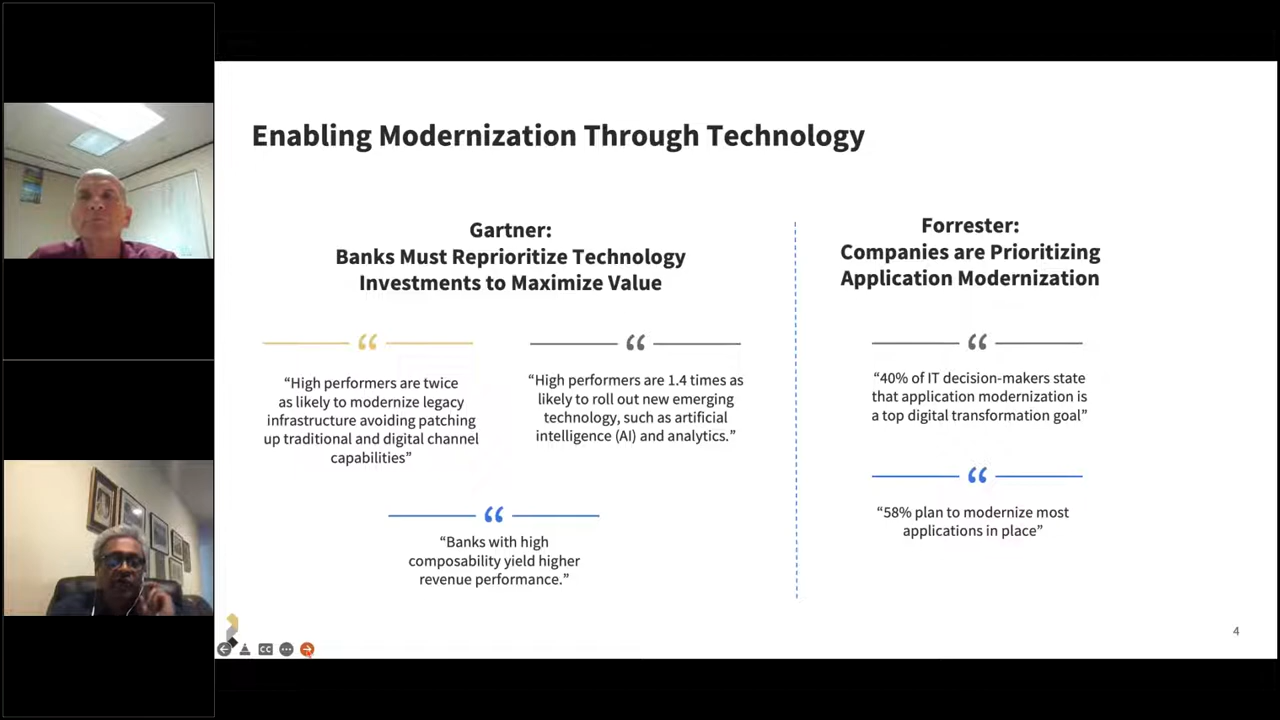 Enabling Modernization Through Technology
Gartner:
Banks Must Reprioritize Technology
Investments to Maximize Value
“High performers are twice
as likely to modernize legacy
infrastructure avoiding patching
up traditional and digital channel
capabilities”
“High performers are 1.4 times as
likely to roll out new emerging
technology, such as artificial
intelligence (AI) and analytics.”
“Banks with high
composability yield higher
revenue performance.”
Forrester:
Companies are Prioritizing
Application Modernization
“40% of IT decision-makers state
that application modernization is
a top digital transformation goal”
“58% plan to modernize most
applications in place”
CC
4